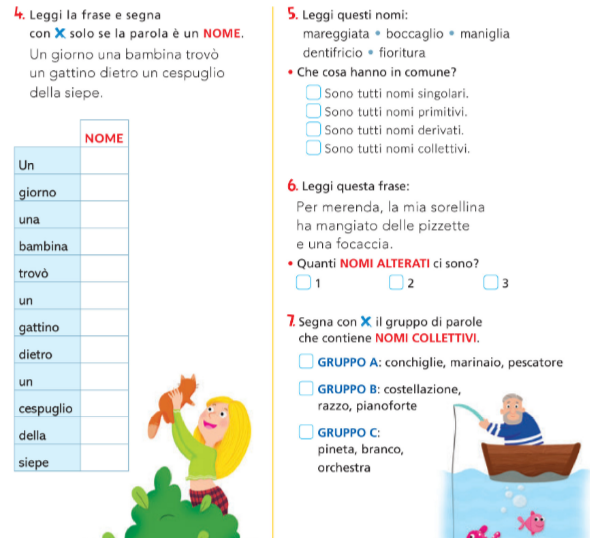 4. Leggi la frase e segna
con X solo se la parola è un NOME.
Un giorno una bambina trovò
un gattino dietro un cespuglio
della siepe.
NOME
Un
giorno
una
bambina
trovò
un
gattino
dietro
un
cespuglio
della
siepe
5. Leggi questi nomi:
mareggiata • boccaglio • maniglia
dentifricio • fioritura
• Che cosa hanno in comune?
Sono tutti nomi singolari.
Sono tutti nomi primitivi.
Sono tutti nomi derivati.
Sono tutti nomi collettivi.
6. Leggi questa frase:
Per merenda, la mia sorellina
ha mangiato delle pizzette
e una focaccia.
• Quanti NOMI ALTERATI ci sono?
1 2 3
7. Segna con X il gruppo di parole
che contiene NOMI COLLETTIVI.
GRUPPO A: conchiglie, marinaio, pescatore
GRUPPO B: costellazione,
razzo, pianoforte
GRUPPO C:
pineta, branco,
orchestra